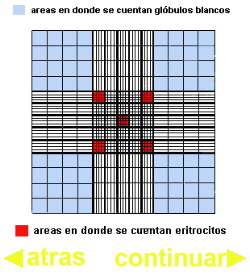 areas en donde se cuentan glóbulos blancos
areas en donde se cuentan eritrocitos
atras continuar